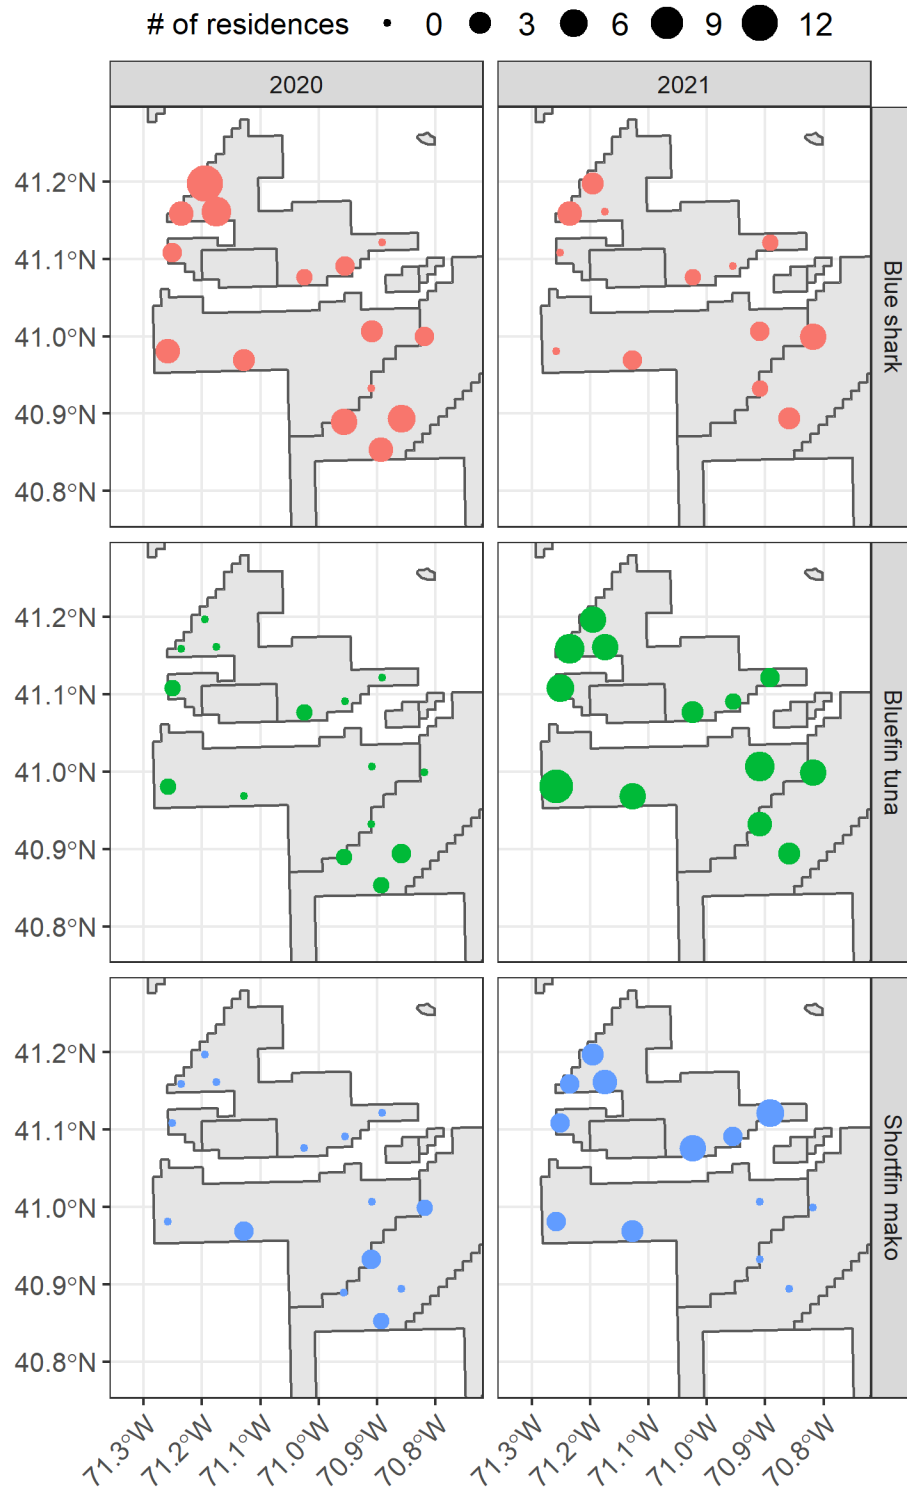 # of residences 0 3 6 9 12
2020 2021
41.2°N
41.1°N
41.0°N
40.9°N
40.8°N
Blue shark
41.2°N
41.1°N
41.0°N
40.9°N
40.8°N
Bluefin tuna
41.2°N
41.1°N
41.0°N
40.9°N
40.8°N
Shortfin mako
71.3°W 71.2°W 71.1°W 71.0°W 70.9°W 70.8°W 71.3°W 71.2°W 71.1°W 71.0°W 70.9°W 70.8°W